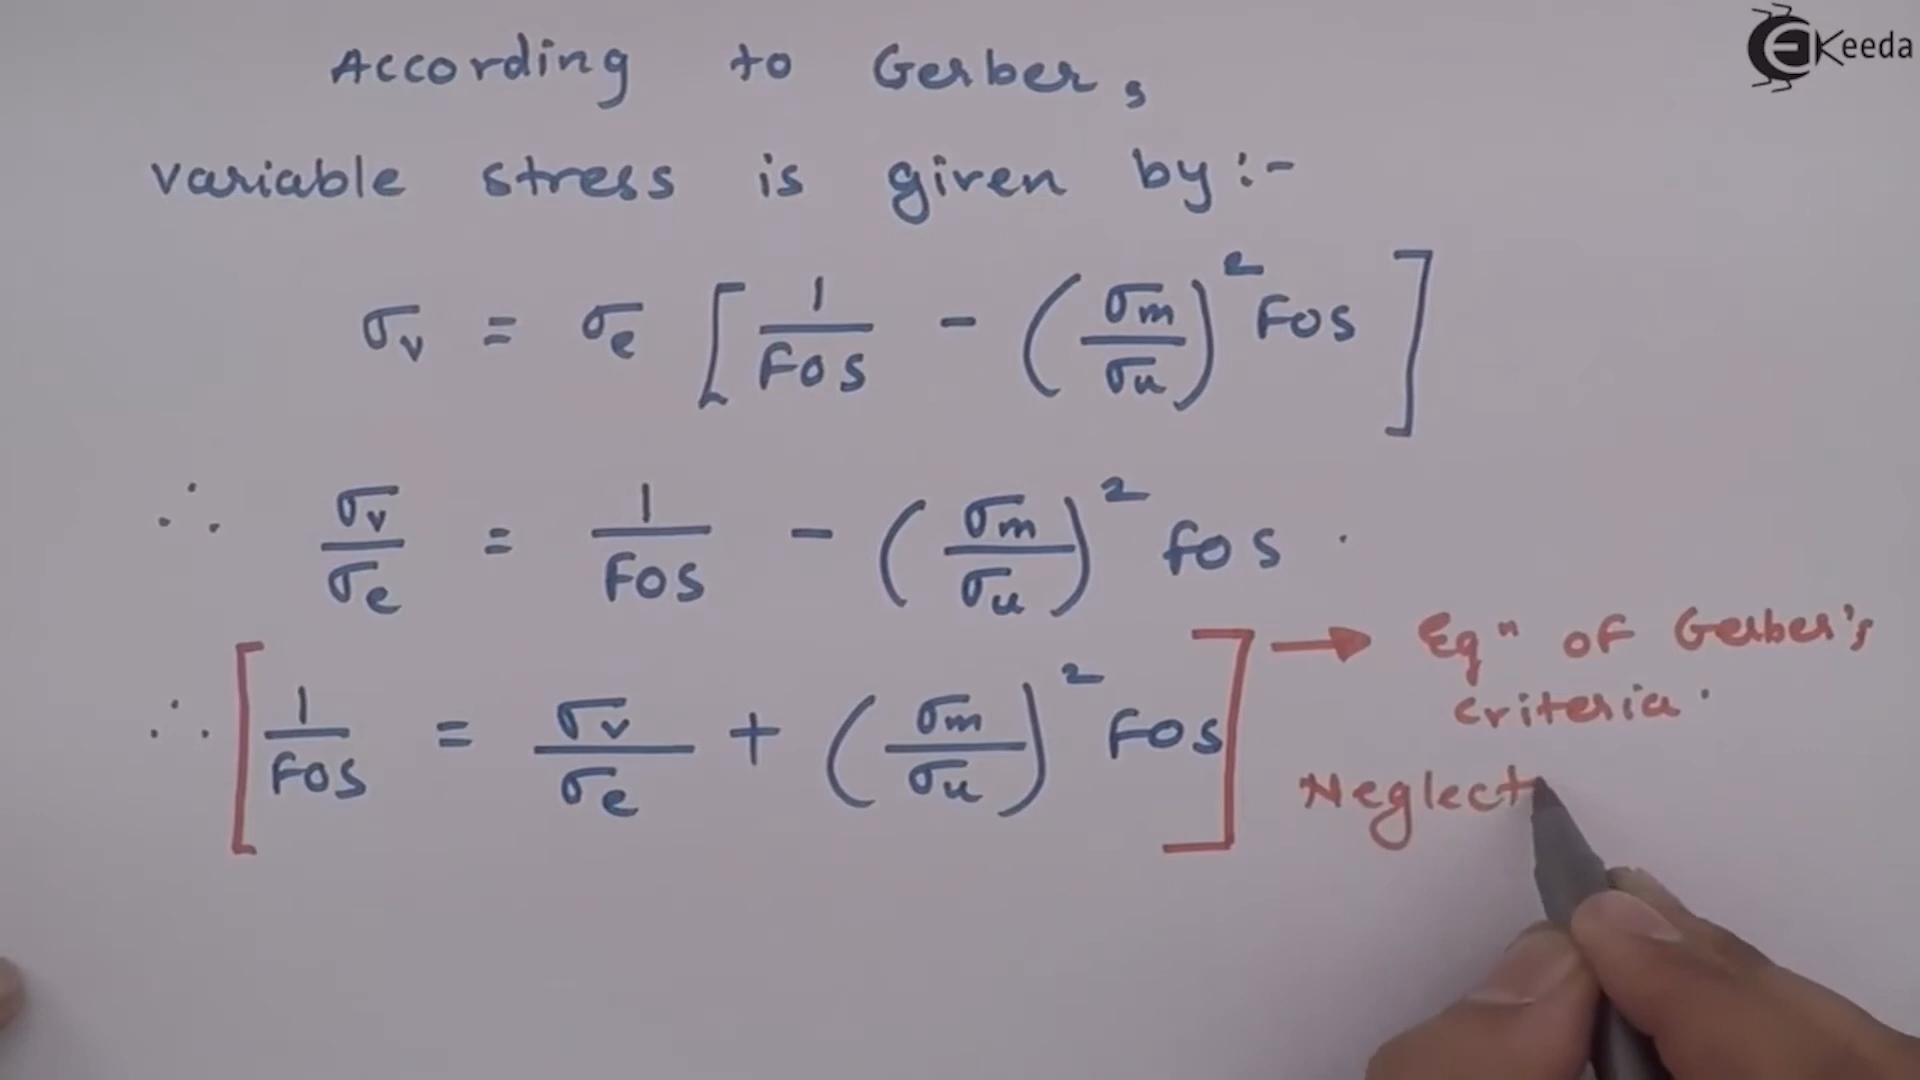 Keeda
According to Gerber,
variable stress is given by:-
σv = σe [ 1/FOS - (σm/σu)² FOS ]
∴ σv/σe = 1/FOS - (σm/σu)² FOS .
∴ [ 1/FOS = σv/σe + (σm/σu)² FOS ] → Eqⁿ of Gerber's
criteria.
Neglect